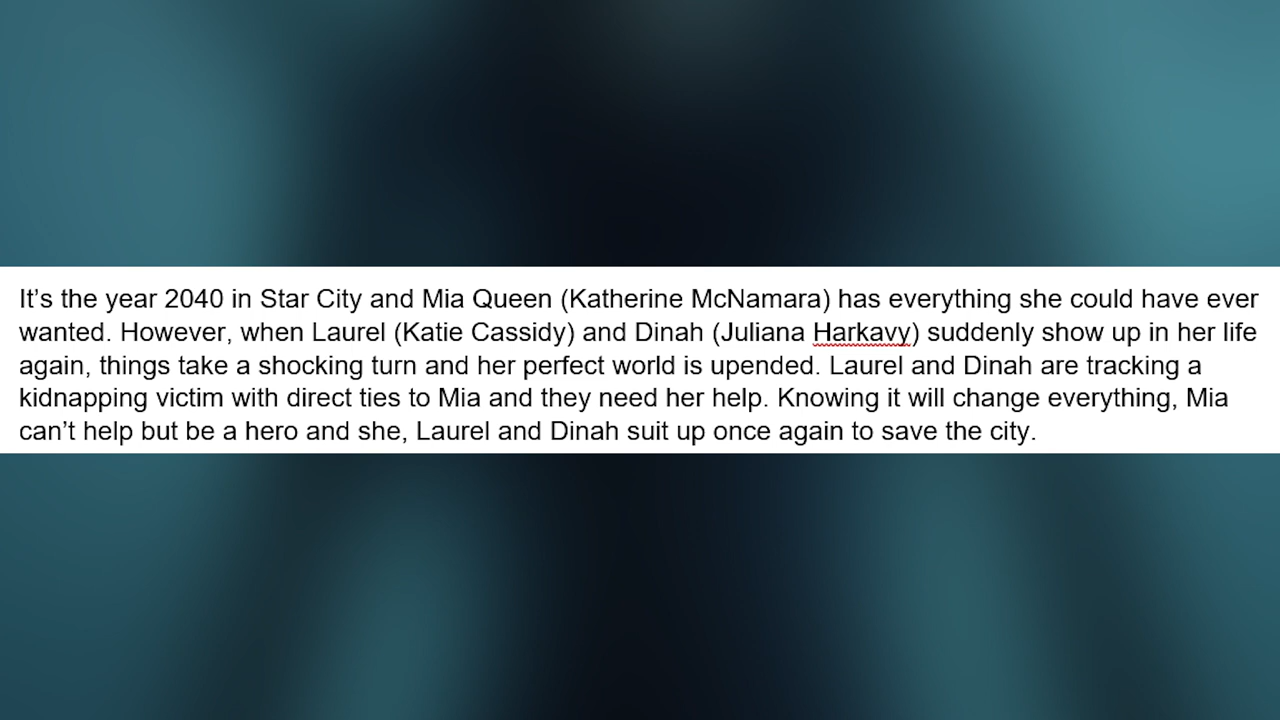 It’s the year 2040 in Star City and Mia Queen (Katherine McNamara) has everything she could have ever
wanted. However, when Laurel (Katie Cassidy) and Dinah (Juliana Harkavy) suddenly show up in her life
again, things take a shocking turn and her perfect world is upended. Laurel and Dinah are tracking a
kidnapping victim with direct ties to Mia and they need her help. Knowing it will change everything, Mia
can’t help but be a hero and she, Laurel and Dinah suit up once again to save the city.